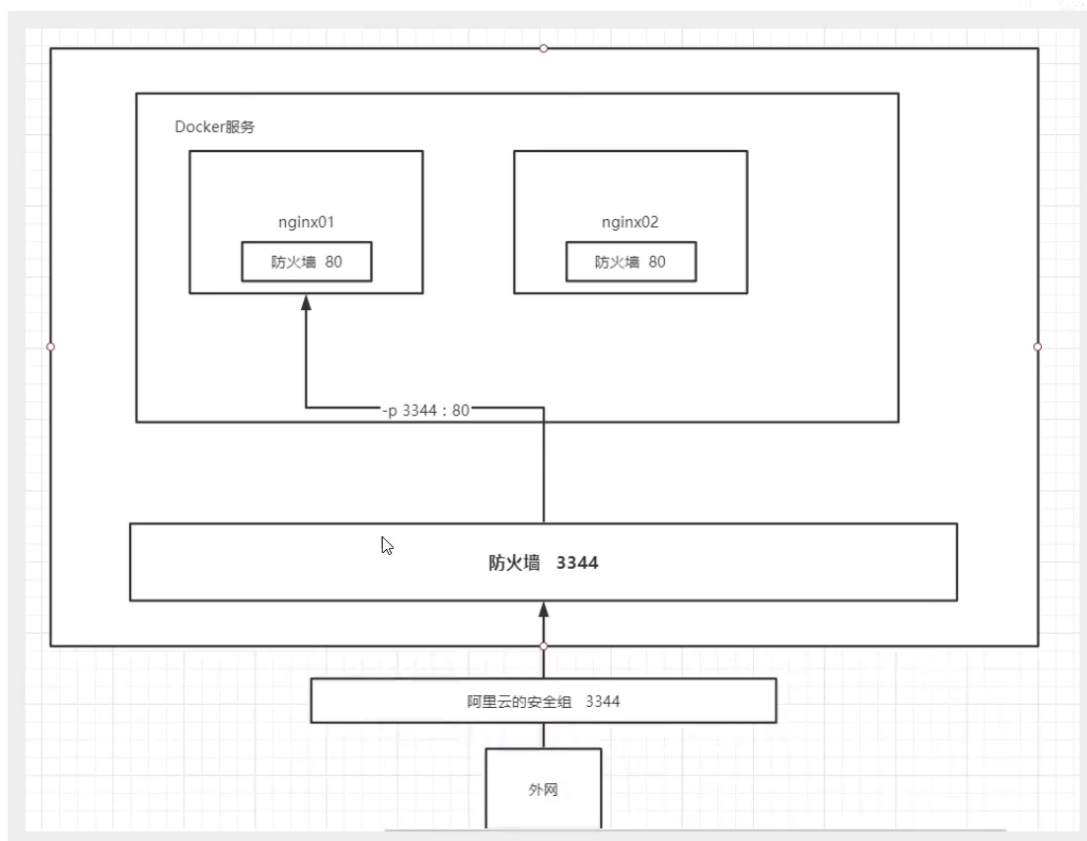 Docker服务
nginx01
防火墙 80
nginx02
防火墙 80
-p 3344：80
防火墙 3344
阿里云的安全组 3344
外网